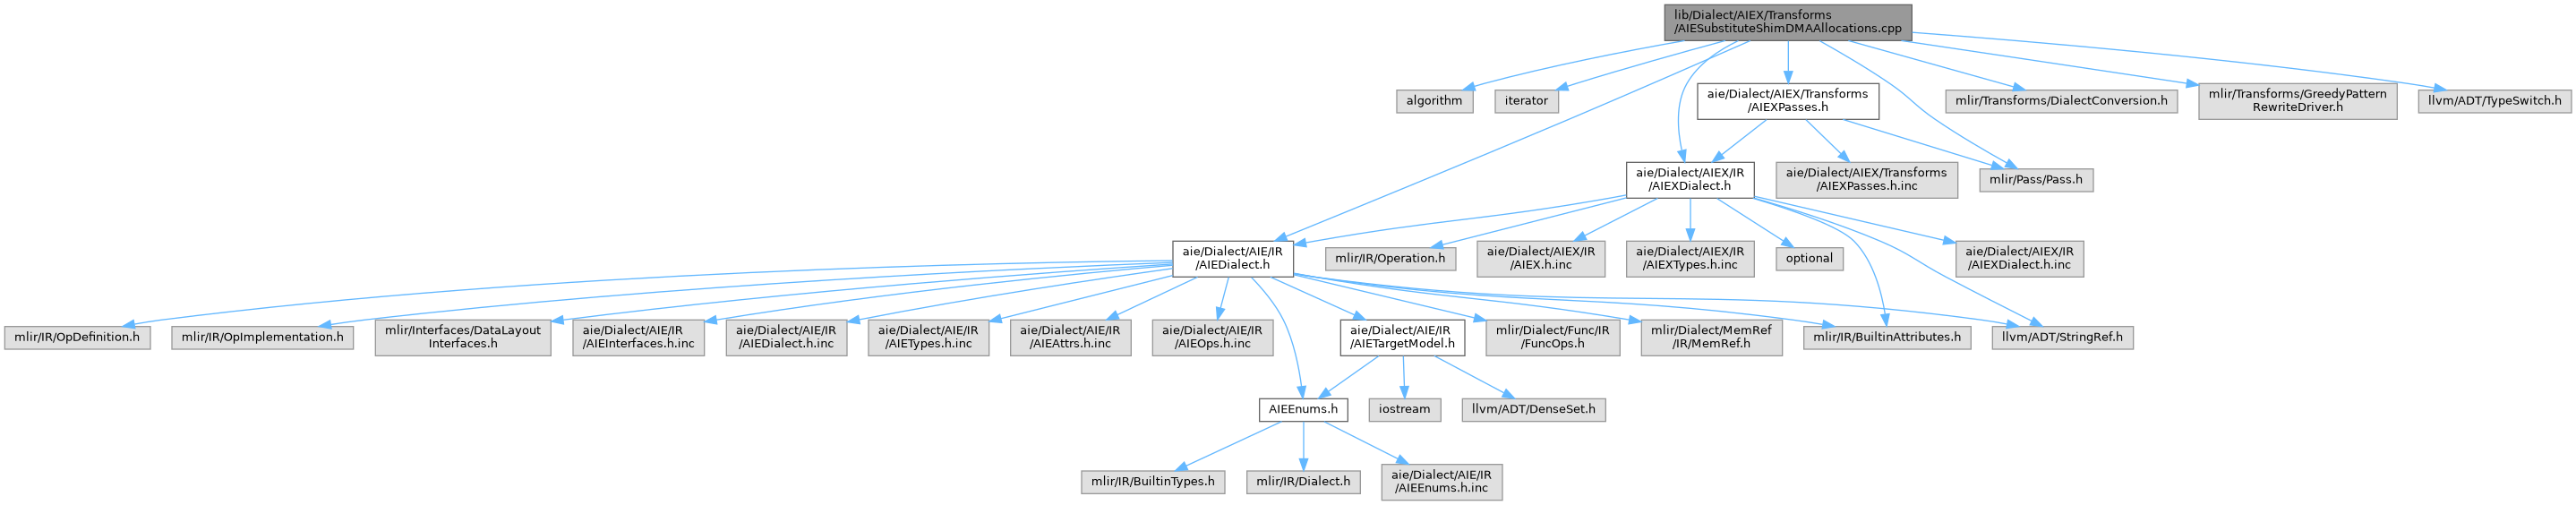 lib/Dialect/AIEX/Transforms
/AIESubstituteShimDMAAllocations.cpp
algorithm
iterator
aie/Dialect/AIEX/Transforms
/AIEXPasses.h
mlir/Transforms/DialectConversion.h
mlir/Transforms/GreedyPattern
RewriteDriver.h
llvm/ADT/TypeSwitch.h
aie/Dialect/AIEX/IR
/AIEXDialect.h
aie/Dialect/AIEX/Transforms
/AIEXPasses.h.inc
mlir/Pass/Pass.h
aie/Dialect/AIE/IR
/AIEDialect.h
mlir/IR/Operation.h
aie/Dialect/AIEX/IR
/AIEX.h.inc
aie/Dialect/AIEX/IR
/AIEXTypes.h.inc
optional
aie/Dialect/AIEX/IR
/AIEXDialect.h.inc
mlir/IR/OpDefinition.h
mlir/IR/OpImplementation.h
mlir/Interfaces/DataLayout
Interfaces.h
aie/Dialect/AIE/IR
/AIEInterfaces.h.inc
aie/Dialect/AIE/IR
/AIEDialect.h.inc
aie/Dialect/AIE/IR
/AIETypes.h.inc
aie/Dialect/AIE/IR
/AIEAttrs.h.inc
aie/Dialect/AIE/IR
/AIEOps.h.inc
aie/Dialect/AIE/IR
/AIETargetModel.h
mlir/Dialect/Func/IR
/FuncOps.h
mlir/Dialect/MemRef
/IR/MemRef.h
mlir/IR/BuiltinAttributes.h
llvm/ADT/StringRef.h
AIEEnums.h
iostream
llvm/ADT/DenseSet.h
mlir/IR/BuiltinTypes.h
mlir/IR/Dialect.h
aie/Dialect/AIE/IR
/AIEEnums.h.inc